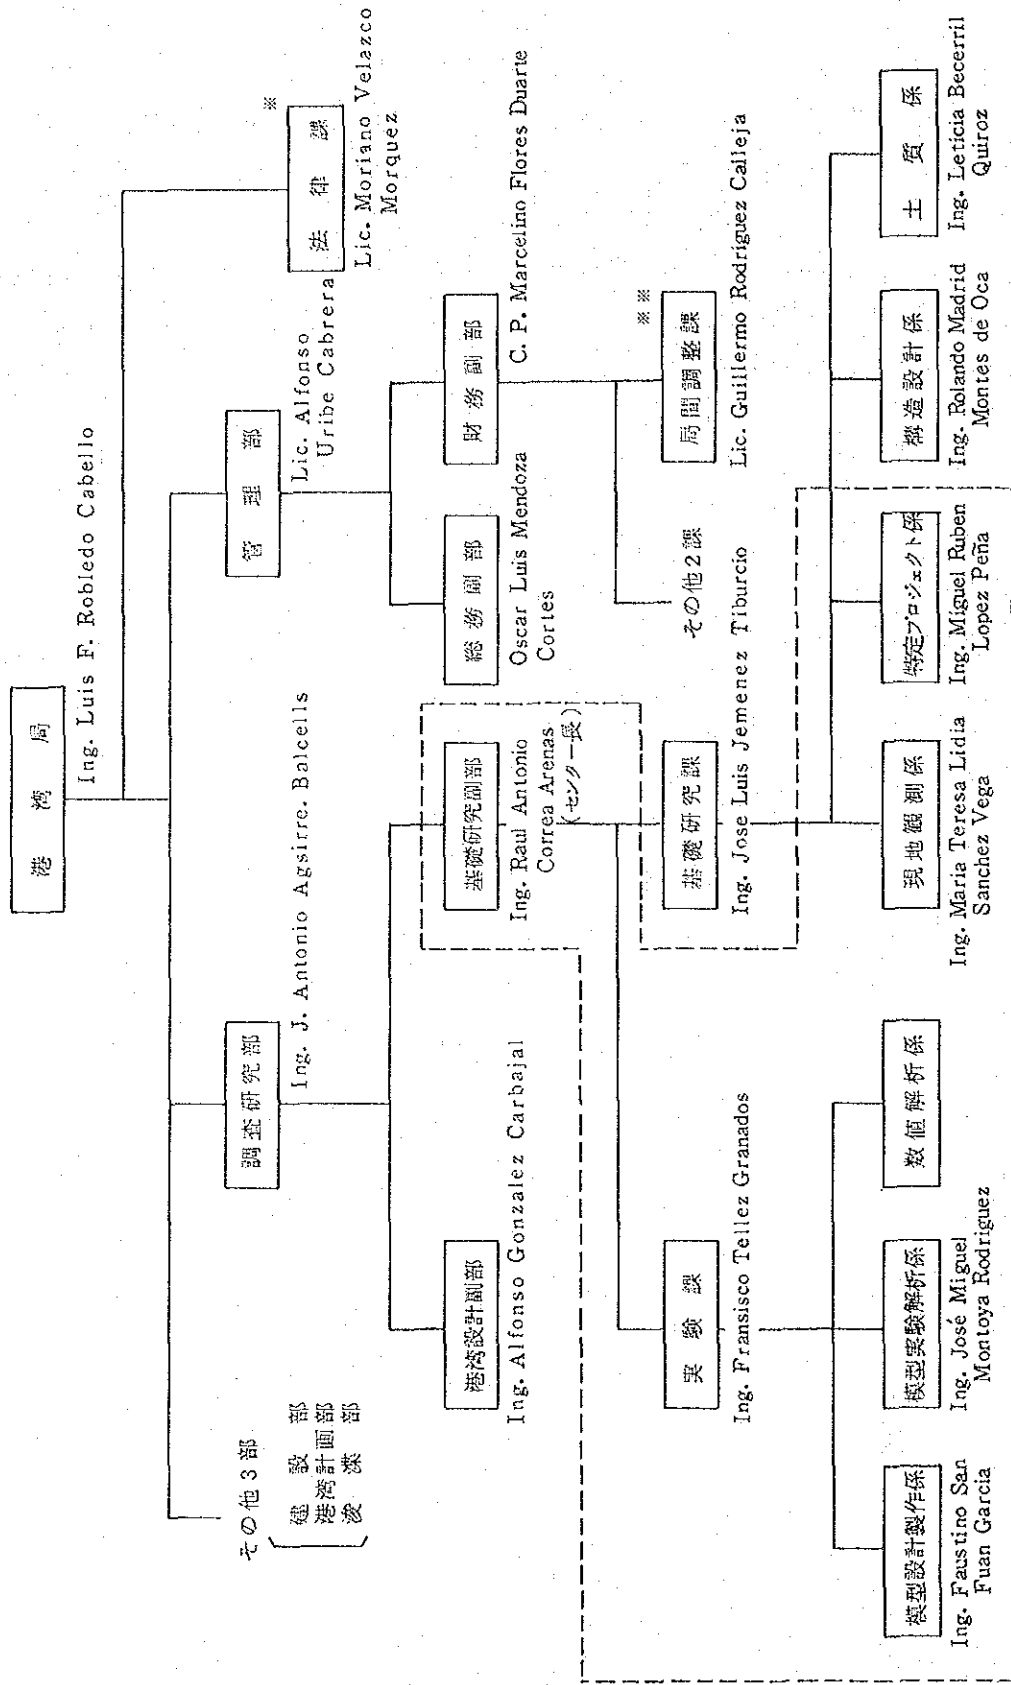 港湾局
Ing. Luis F. Robledo Cabello
その他3部
建設部
港湾計画部
浚渫部
調査研究部
Ing. J. Antonio Agsirre. Balcells
管理部
Lic. Alfonso
Uribe Cabrera
※
法律課
Lic. Moriano Velazco
Morquez
港湾設計副部
Ing. Alfonso Gonzalez Carbajal
基礎研究副部
Ing. Raul Antonio
Correa Arenas
(センター長)
総務副部
Oscar Luis Mendoza
Cortes
財務副部
C. P. Marcelino Flores Duarte
実験課
Ing. Fransisco Tellez Granados
基礎研究課
Ing. Jose Luis Jemenez Tiburcio
その他2課
※※
局間調整課
Lic. Guillermo Rodriguez Calleja
模型設計製作係
Ing. Faustino San
Fuan Garcia
模型実験解析係
Ing. José Miguel
Montoya Rodriguez
数値解析係
現地観測係
Ing. Maria Teresa Lidia
Sanchez Vega
特定プロジェクト係
Ing. Miguel Ruben
Lopez Peña
構造設計係
Ing. Rolando Madrid
Montes de Oca
土質係
Ing. Leticia Becerril
Quiroz